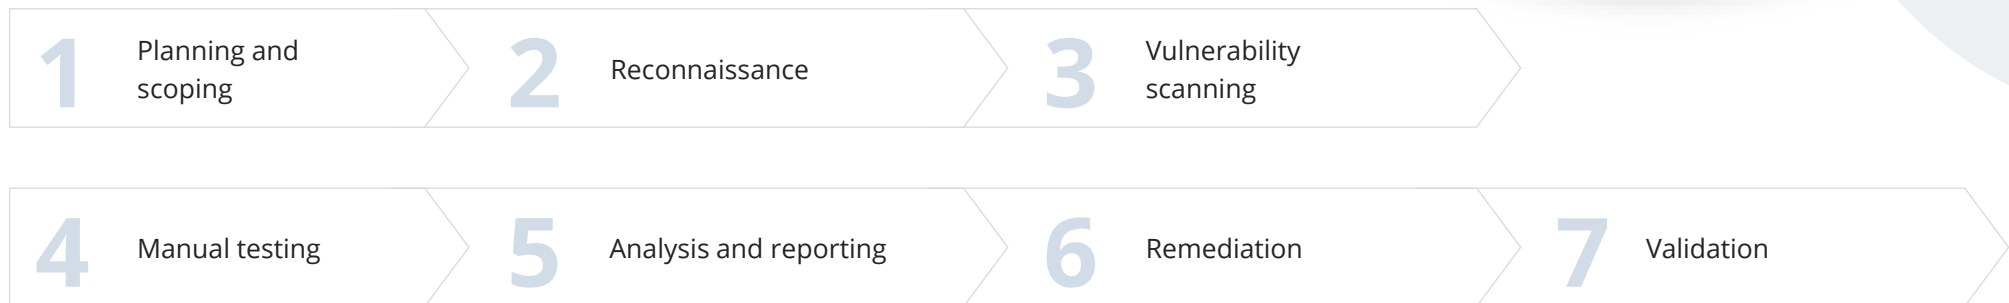 1
Planning and
scoping
2
Reconnaissance
3
Vulnerability
scanning
4
Manual testing
5
Analysis and reporting
6
Remediation
7
Validation